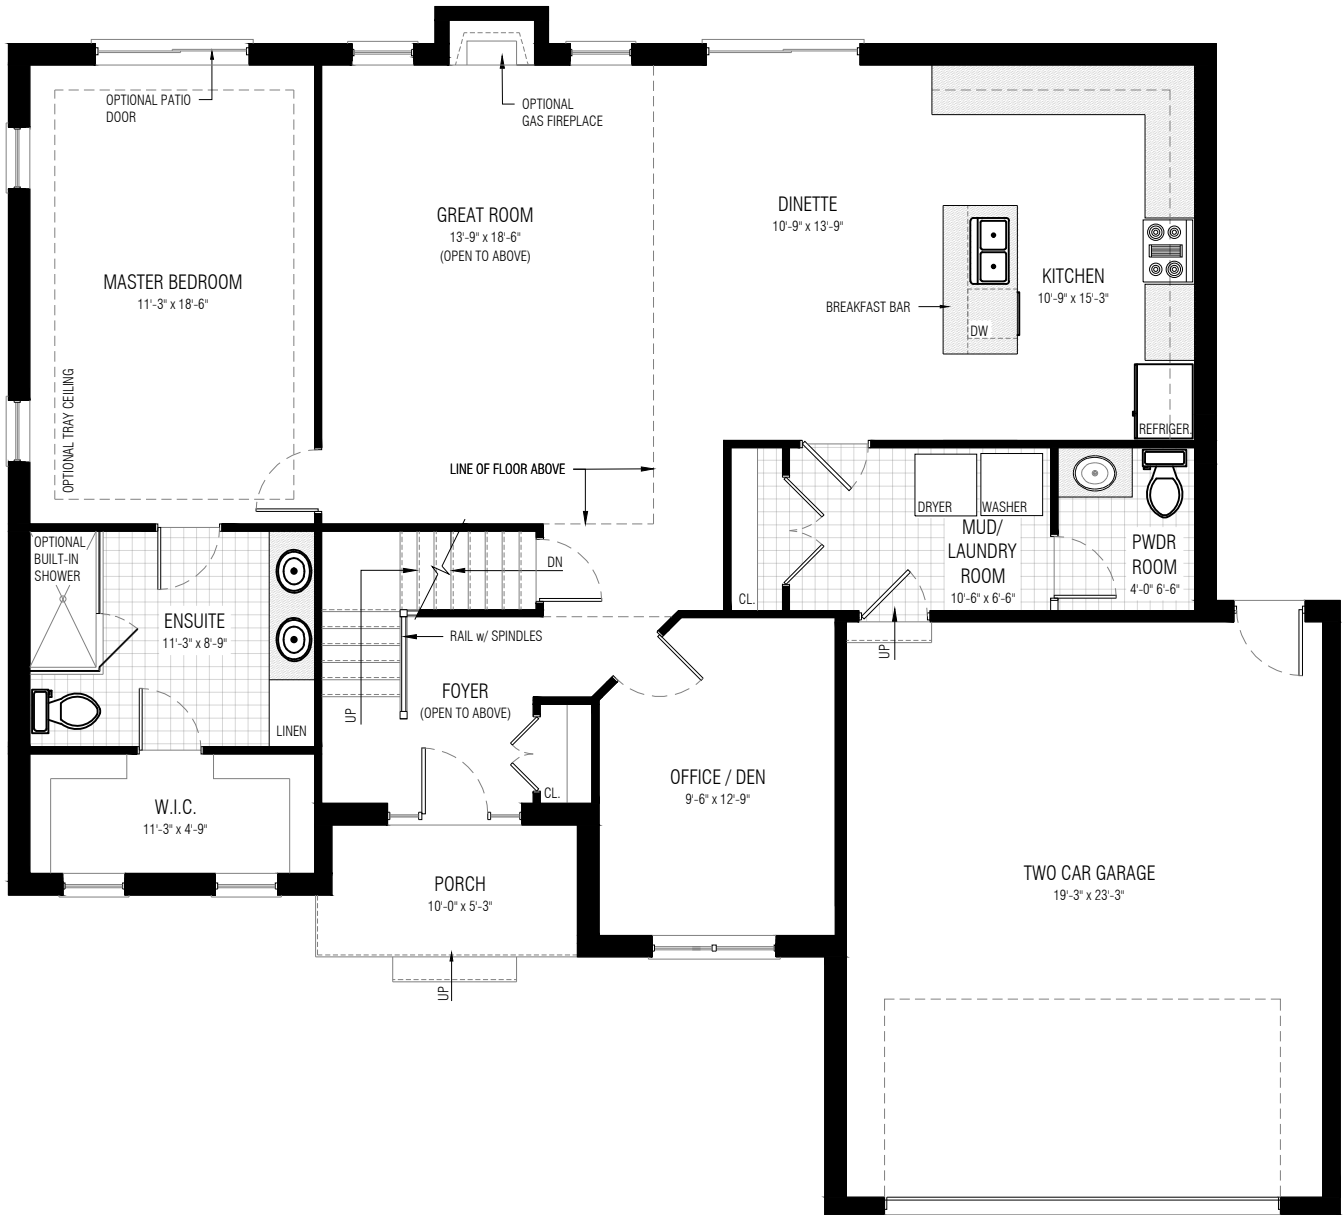 OPTIONAL PATIO
DOOR
OPTIONAL
GAS FIREPLACE
GREAT ROOM
13'-9" x 18'-6"
(OPEN TO ABOVE)
DINETTE
10'-9" x 13'-9"
MASTER BEDROOM
11'-3" x 18'-6"
KITCHEN
10'-9" x 15'-3"
BREAKFAST BAR
DW
OPTIONAL TRAY CEILING
REFRIGER.
LINE OF FLOOR ABOVE
DRYER
WASHER
MUD/
LAUNDRY
ROOM
10'-6" x 6'-6"
PWDR
ROOM
4'-0" 6'-6"
CL.
OPTIONAL
BUILT-IN
SHOWER
DN
ENSUITE
11'-3" x 8'-9"
RAIL w/ SPINDLES
UP
UP
FOYER
(OPEN TO ABOVE)
LINEN
OFFICE / DEN
9'-6" x 12'-9"
CL.
W.I.C.
11'-3" x 4'-9"
TWO CAR GARAGE
19'-3" x 23'-3"
PORCH
10'-0" x 5'-3"
UP